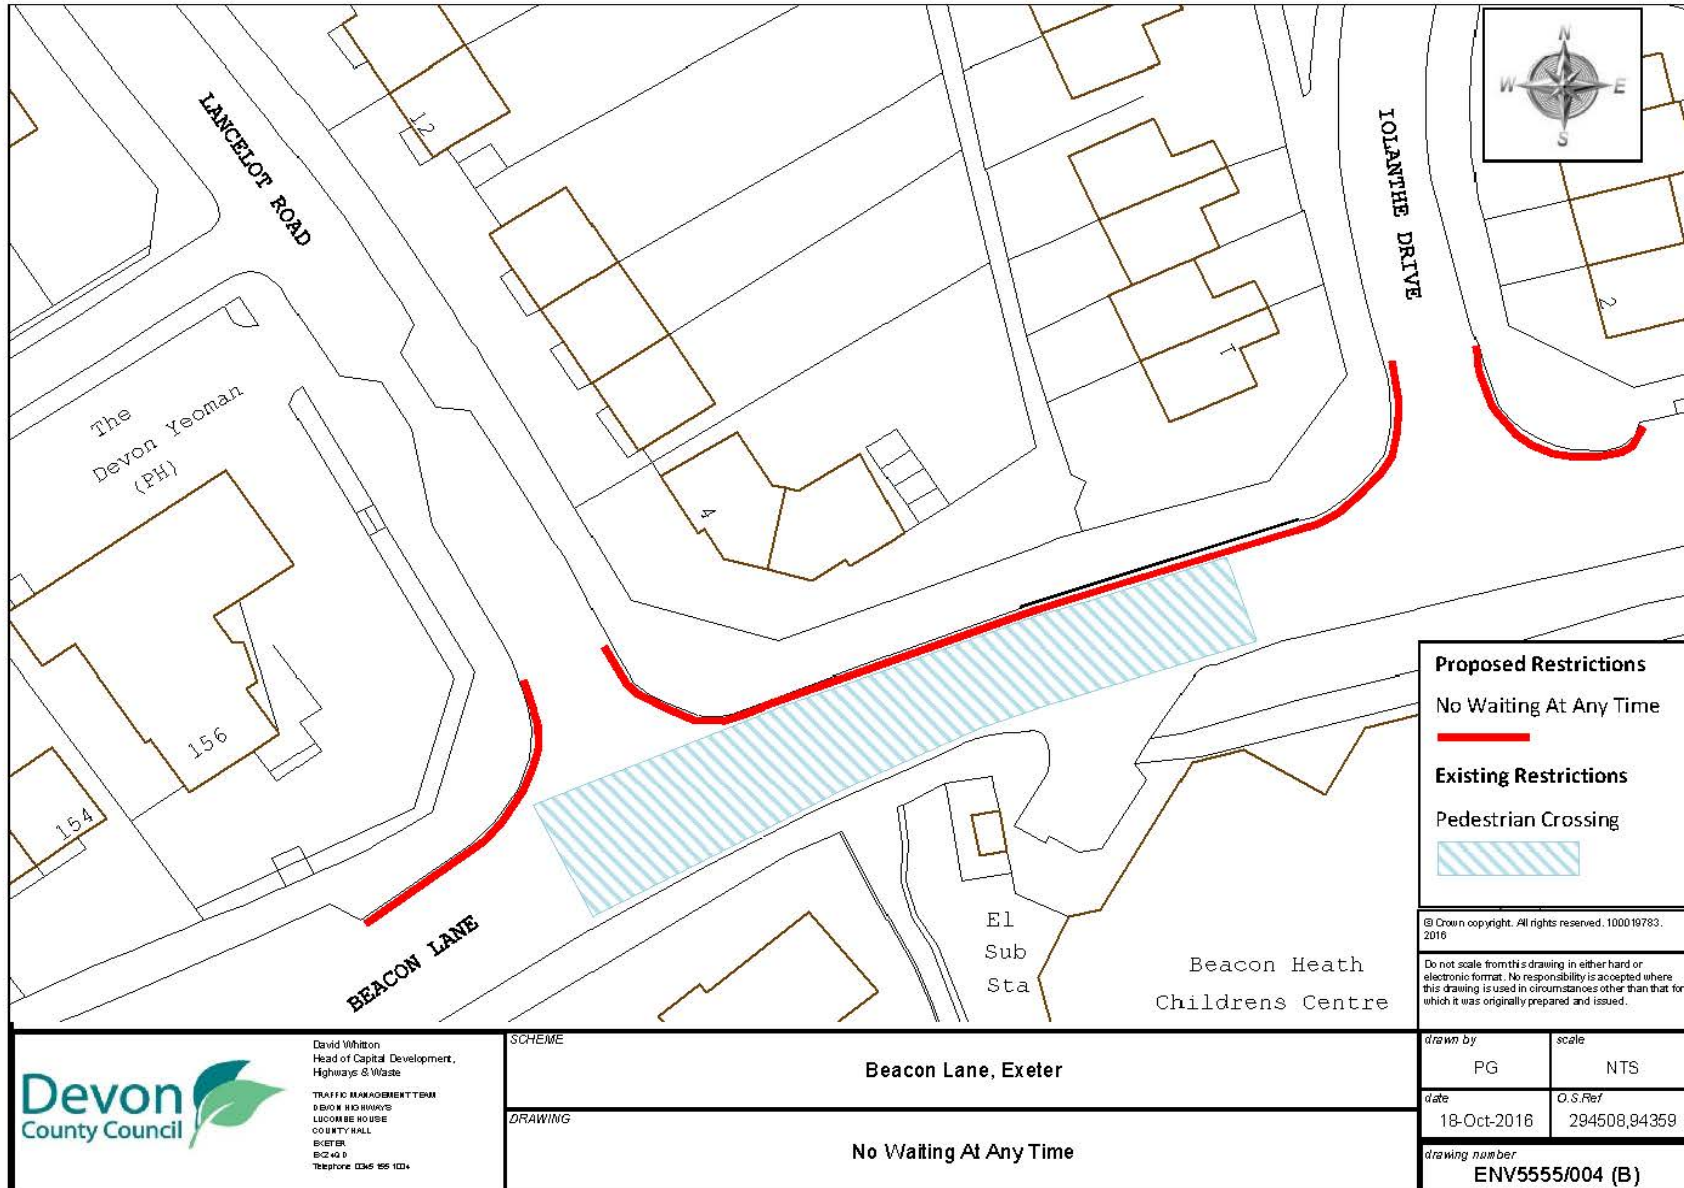 LANCELOT ROAD
12
IOLANTHE DRIVE
N
W E
S
2
The
Devon Yeoman
(PH)
4
156
154
BEACON LANE
El
Sub
Sta
Beacon Heath
Childrens Centre
Proposed Restrictions
No Waiting At Any Time
Existing Restrictions
Pedestrian Crossing
© Crown copyright. All rights reserved. 100019783.
2016
Do not scale from this drawing in either hard or
electronic format. No responsibility is accepted where
this drawing is used in circumstances other than that for
which it was originally prepared and issued.
Devon
County Council
David Whitton
Head of Capital Development,
Highways & Waste
TRAFFIC MANAGEMENT TEAM
DEVON HIGHWAYS
LUCOMBE HOUSE
COUNTY HALL
EXETER
Telephone
SCHEME
Beacon Lane, Exeter
DRAWING
No Waiting At Any Time
drawn by
PG
scale
NTS
date
18-Oct-2016
O.S.Ref
294508,94359
drawing number
ENV5555/004 (B)